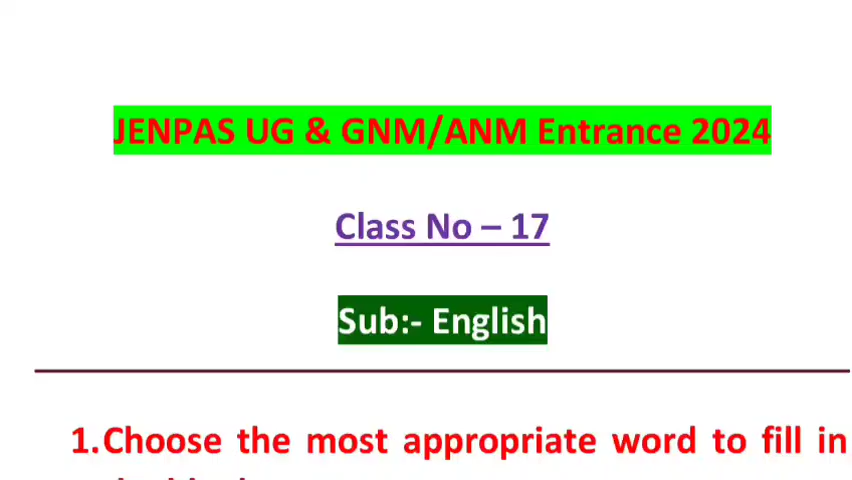 JENPAS UG & GNM/ANM Entrance 2024
Class No – 17
Sub:- English
1.Choose the most appropriate word to fill in